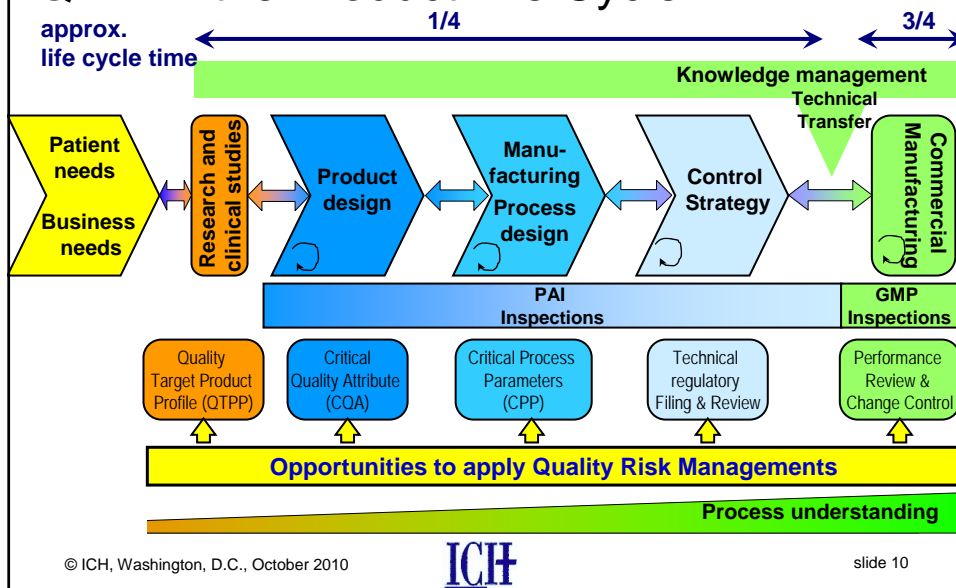 approx.
life cycle time
1/4
3/4
Knowledge management
Technical
Transfer
Patient
needs
Business
needs
Research and
clinical studies
Product
design
Manu-
facturing
Process
design
Control
Strategy
Commercial
Manufacturing
PAI
Inspections
GMP
Inspections
Quality
Target Product
Profile (QTPP)
Critical
Quality Attribute
(CQA)
Critical Process
Parameters
(CPP)
Technical
regulatory
Filing & Review
Performance
Review &
Change Control
Opportunities to apply Quality Risk Managements
Process understanding
© ICH, Washington, D.C., October 2010
ICH
slide 10